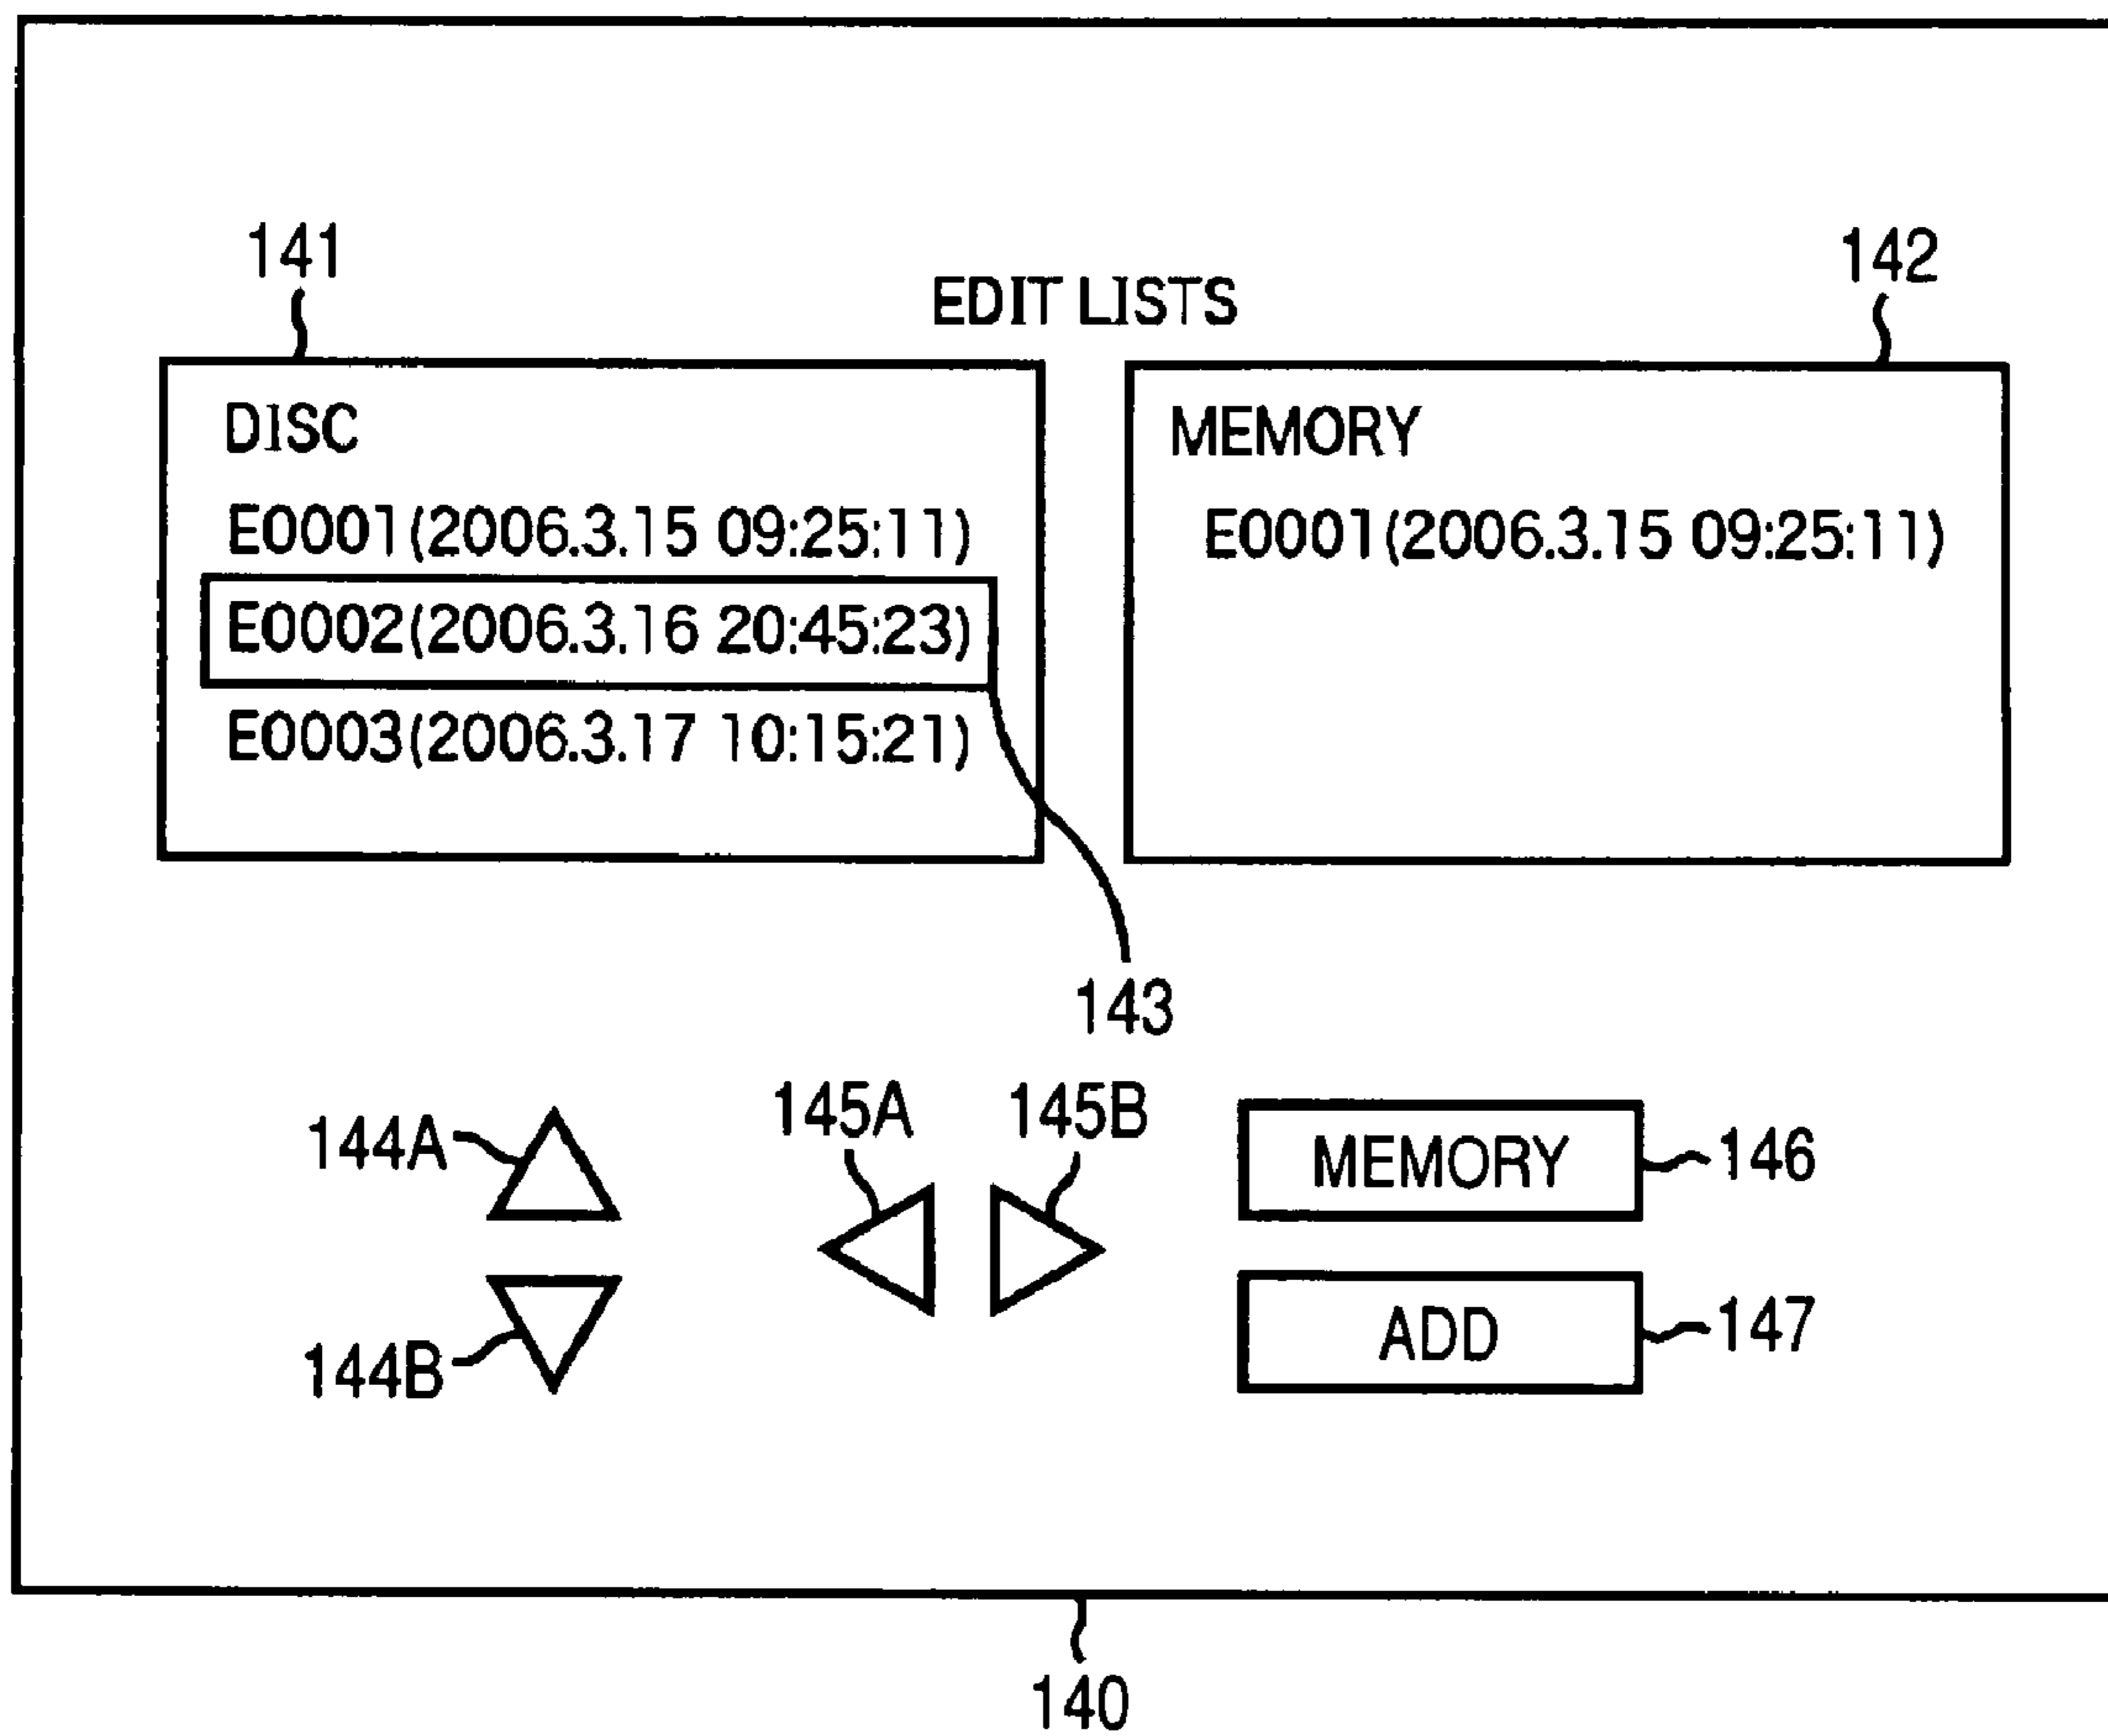 141
EDIT LISTS
142
DISC
E0001(2006.3.15 09:25:11)
E0002(2006.3.16 20:45:23)
E0003(2006.3.17 10:15:21)
MEMORY
E0001(2006.3.15 09:25:11)
143
144A
144B
145A
145B
MEMORY
146
ADD
147
140